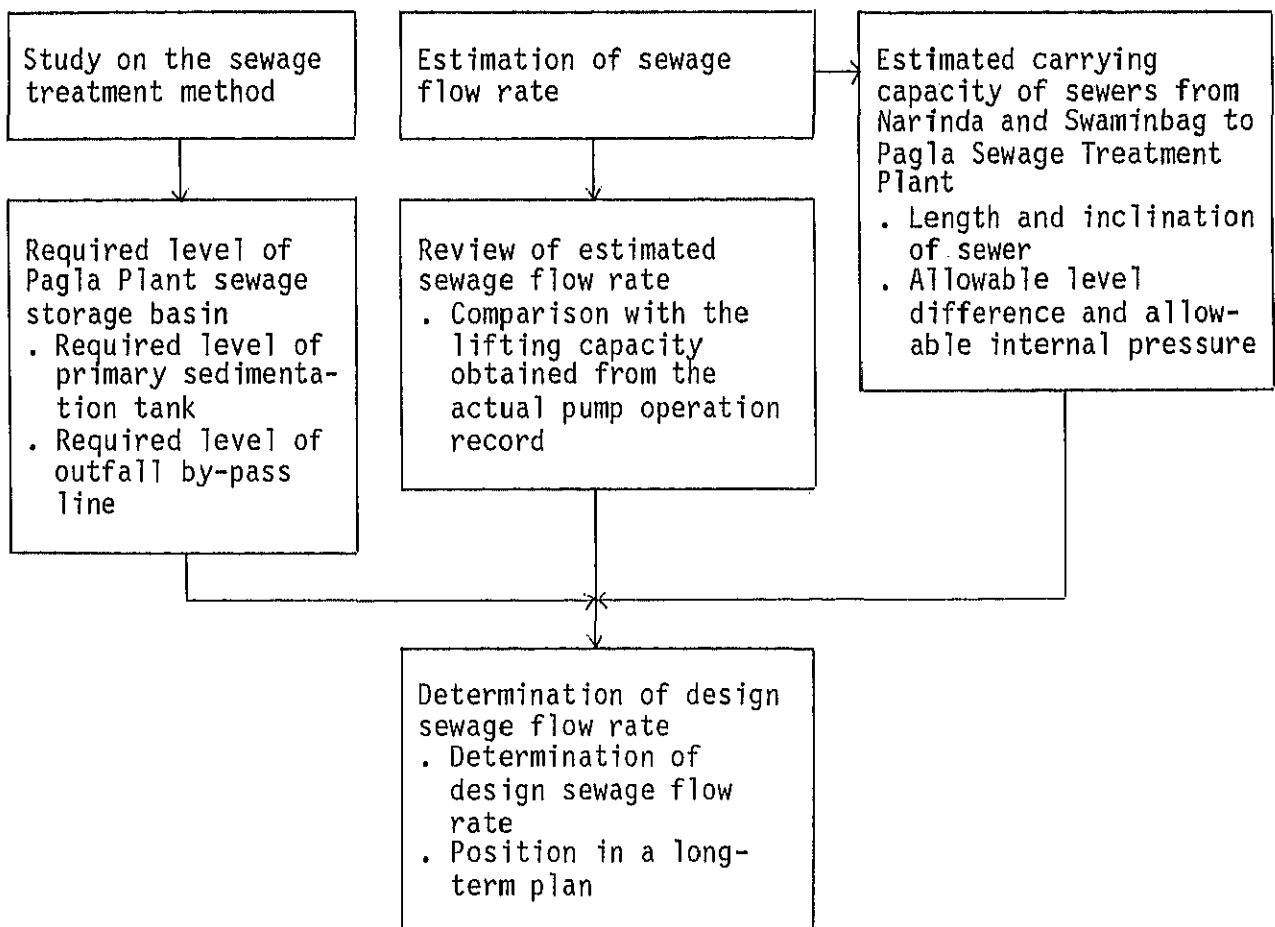 Study on the sewage
treatment method
Estimation of sewage
flow rate
Estimated carrying
capacity of sewers from
Narinda and Swaminbag to
Pagla Sewage Treatment
Plant
. Length and inclination
of sewer
. Allowable level
difference and allow-
able internal pressure
Required level of
Pagla Plant sewage
storage basin
. Required level of
primary sedimenta-
tion tank
. Required level of
outfall by-pass
line
Review of estimated
sewage flow rate
. Comparison with the
lifting capacity
obtained from the
actual pump operation
record
Determination of design
sewage flow rate
. Determination of
design sewage flow
rate
. Position in a long-
term plan